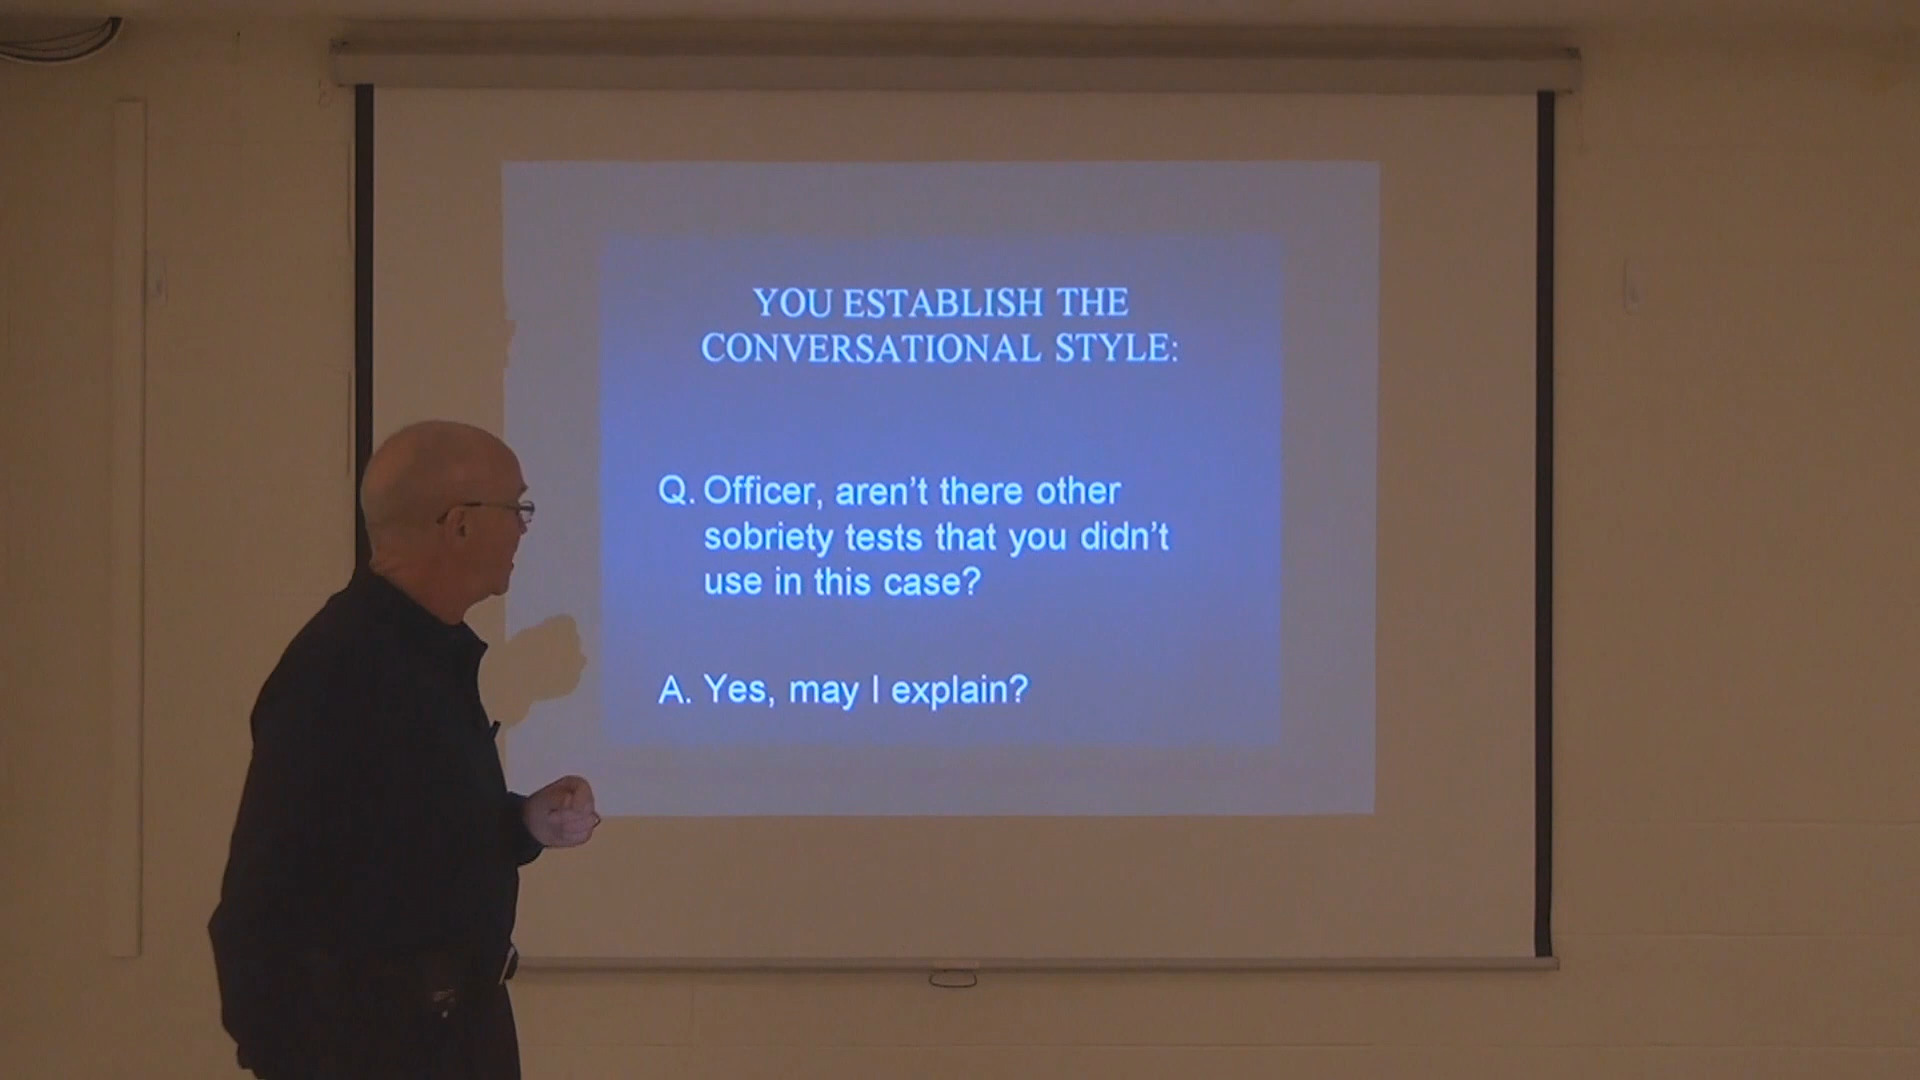 YOU ESTABLISH THE
CONVERSATIONAL STYLE:
Q. Officer, aren't there other
sobriety tests that you didn't
use in this case?
A. Yes, may I explain?